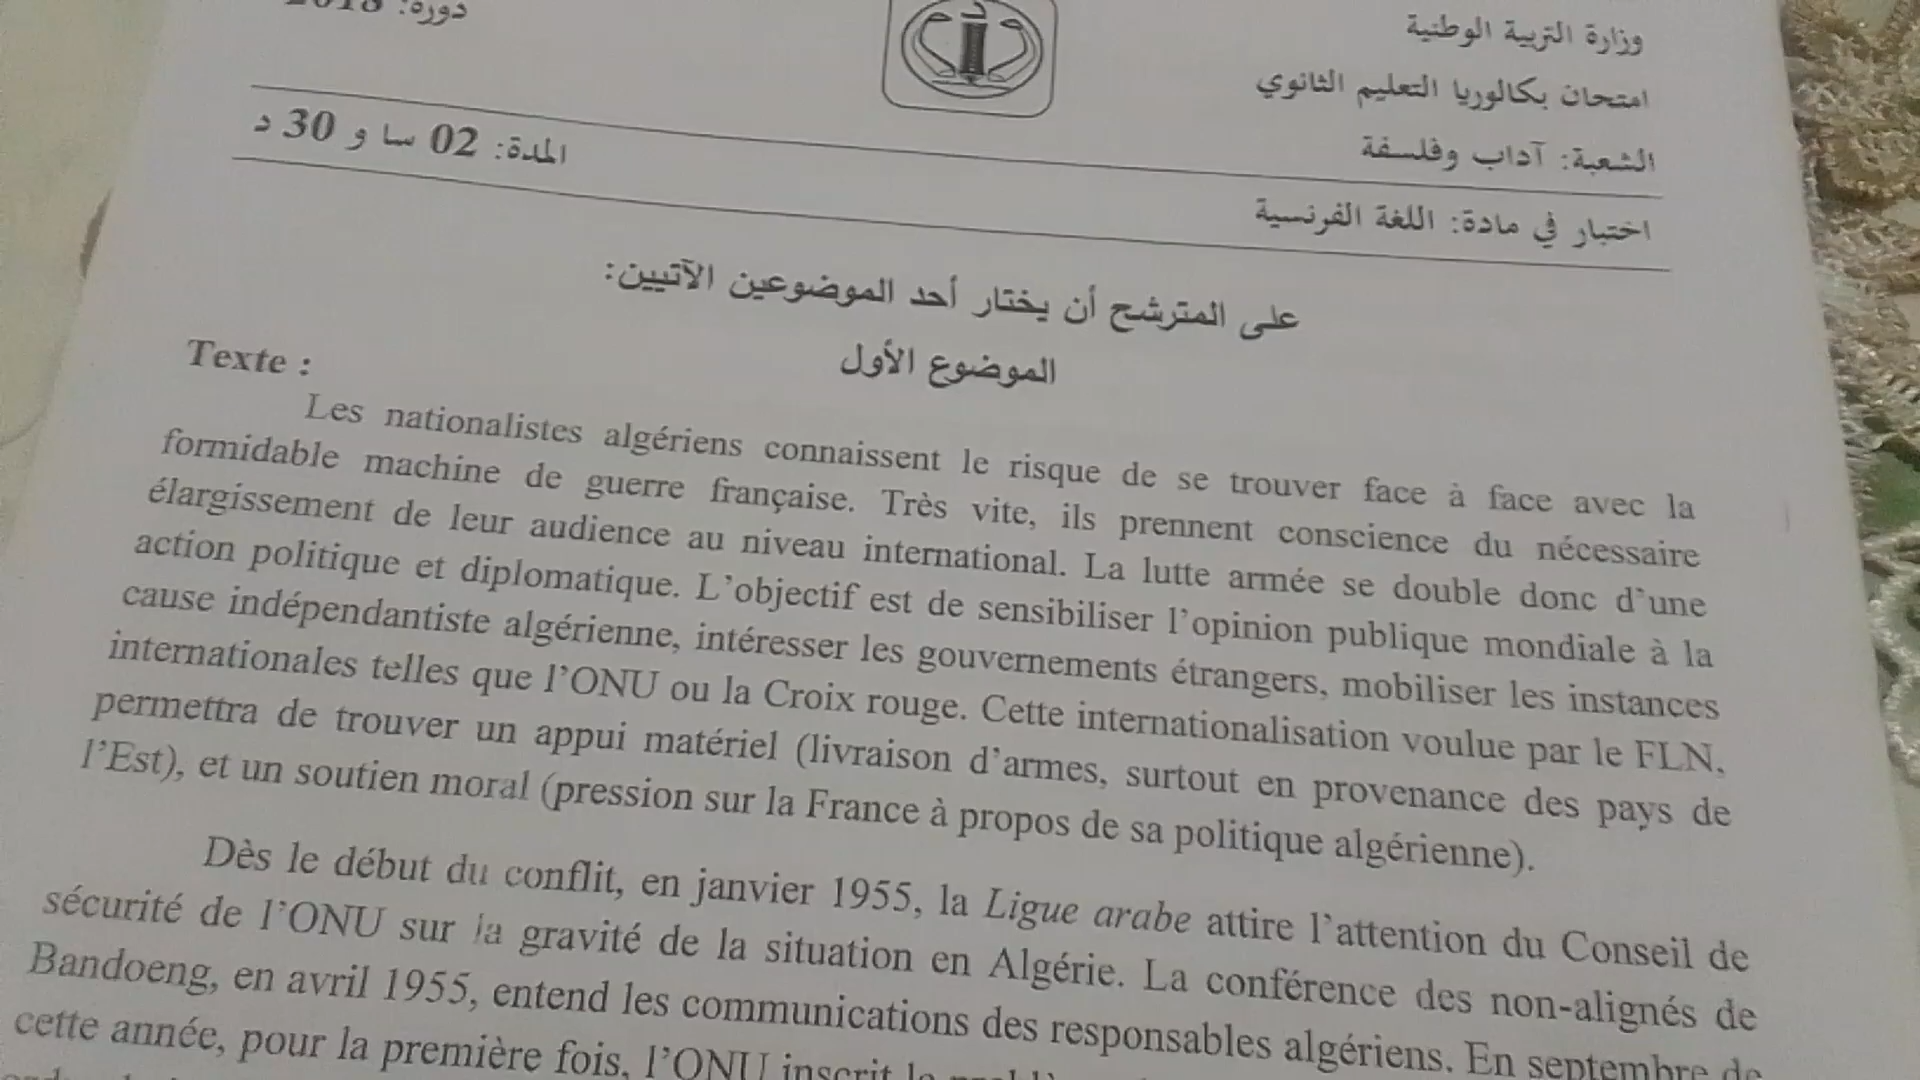 وزارة التربية الوطنية
دورة: 2018
امتحان بكالوريا التعليم الثانوي
الشعبة: آداب وفلسفة
المدة: 02 سا و 30 د
اختبار في مادة: اللغة الفرنسية
على المترشح أن يختار أحد الموضوعين الآتيين:
الموضوع الأول
Texte :
Les nationalistes algériens connaissent le risque de se trouver face à face avec la
formidable machine de guerre française. Très vite, ils prennent conscience du nécessaire
élargissement de leur audience au niveau international. La lutte armée se double donc d'une
action politique et diplomatique. L'objectif est de sensibiliser l'opinion publique mondiale à la
cause indépendantiste algérienne, intéresser les gouvernements étrangers, mobiliser les instances
internationales telles que l'ONU ou la Croix rouge. Cette internationalisation voulue par le FLN,
permettra de trouver un appui matériel (livraison d'armes, surtout en provenance des pays de
l'Est), et un soutien moral (pression sur la France à propos de sa politique algérienne).
Dès le début du conflit, en janvier 1955, la Ligue arabe attire l'attention du Conseil de
sécurité de l'ONU sur la gravité de la situation en Algérie. La conférence des non-alignés de
Bandoeng, en avril 1955, entend les communications des responsables algériens. En septembre de
cette année, pour la première fois, l'ONU inscrit le